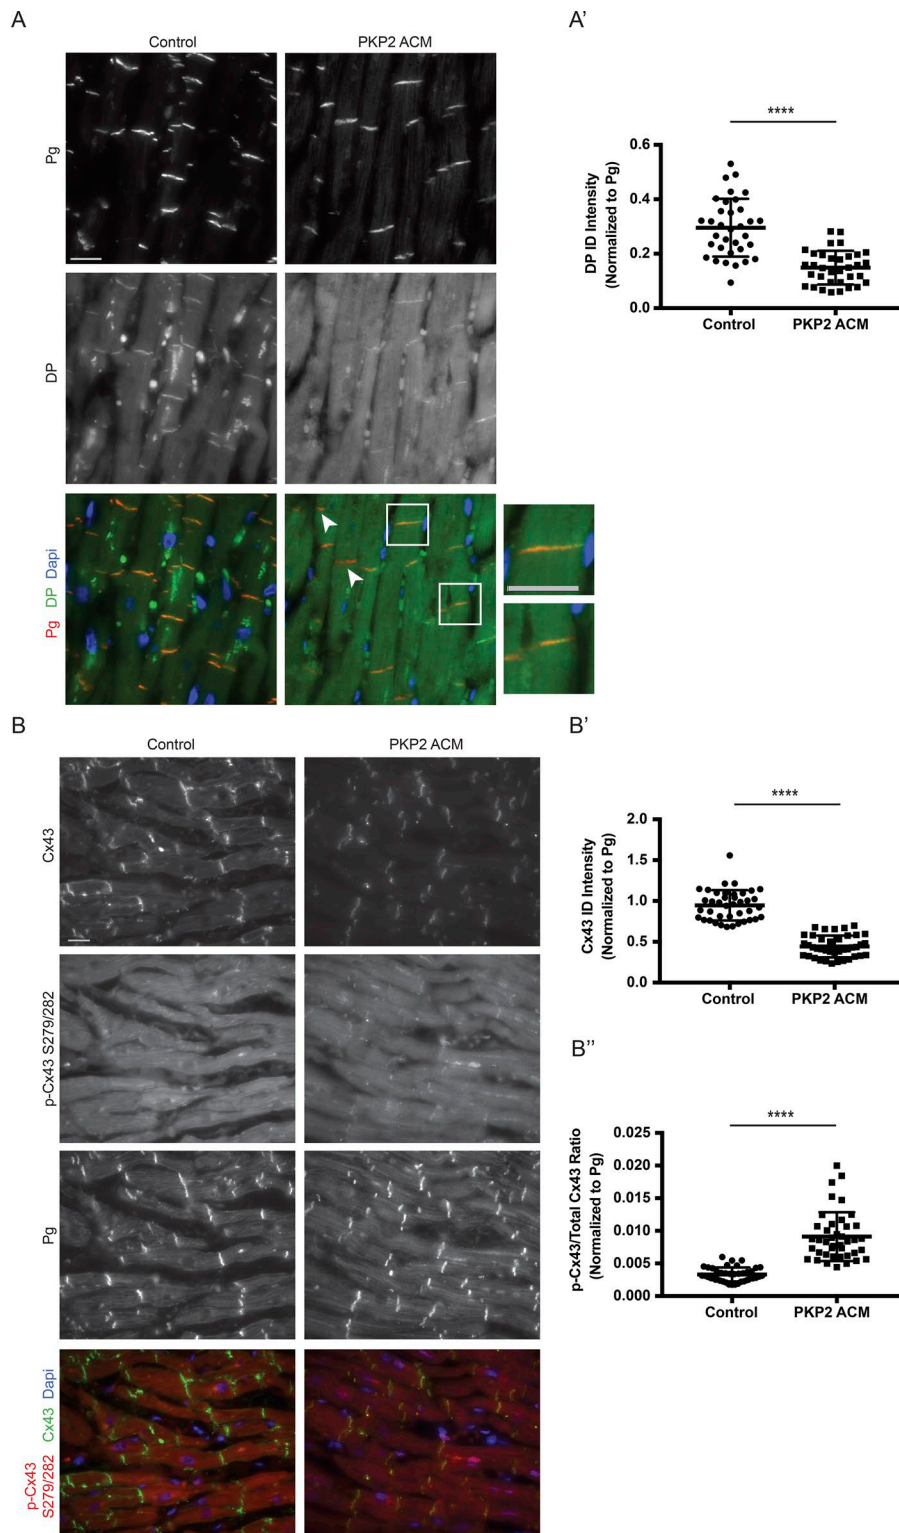 A
Control
PKP2 ACM
Pg
DP
Pg DP Dapi
A’
****
DP ID Intensity
(Normalized to Pg)
0.6
0.4
0.2
0.0
Control
PKP2 ACM
B
Control
PKP2 ACM
Cx43
p-Cx43 S279/282
Pg
p-Cx43
S279/282
Cx43 Dapi
B’
****
Cx43 ID Intensity
(Normalized to Pg)
2.0
1.5
1.0
0.5
0.0
Control
PKP2 ACM
B”
****
p-Cx43/Total Cx43 Ratio
(Normalized to Pg)
0.025
0.020
0.015
0.010
0.005
0.000
Control
PKP2 ACM